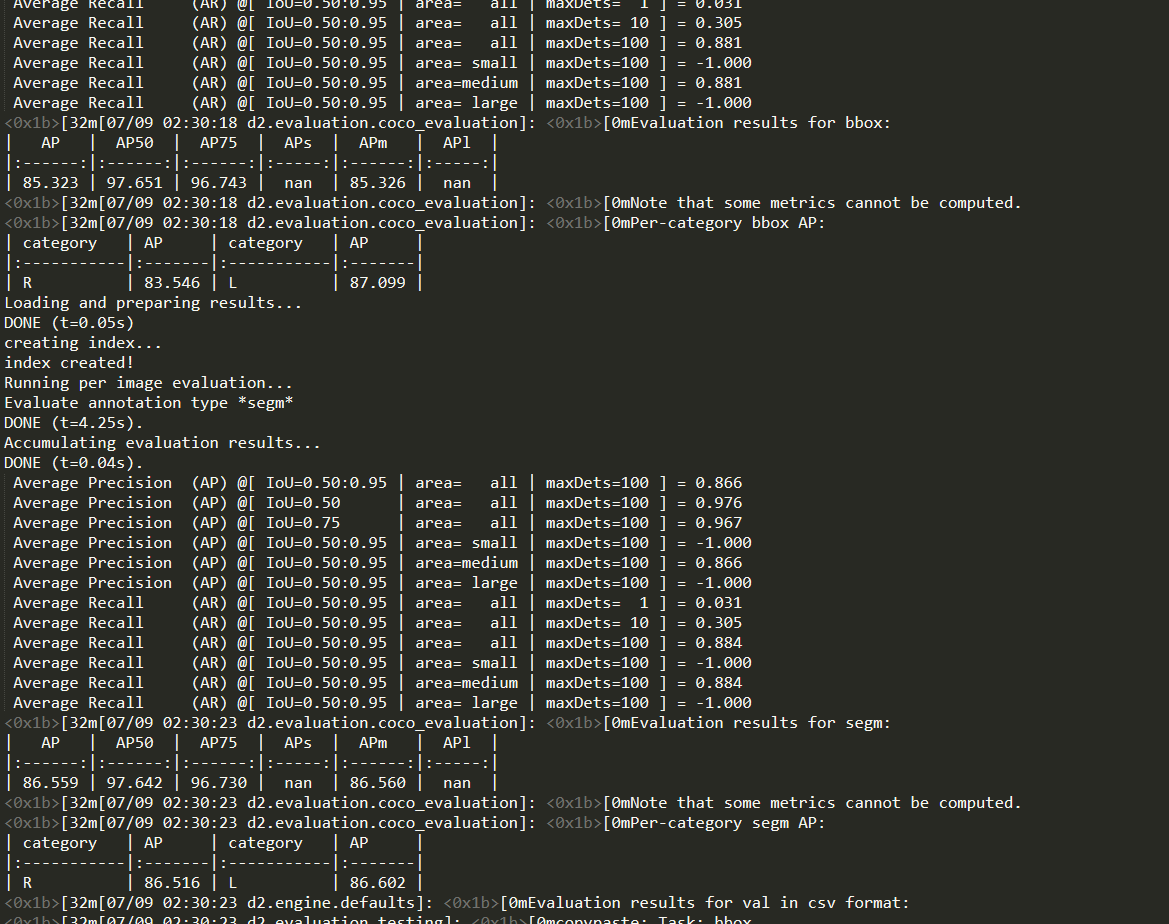 Average Recall     (AR) @[ IoU=0.50:0.95 | area=   all | maxDets=  1 ] = 0.031
 Average Recall     (AR) @[ IoU=0.50:0.95 | area=   all | maxDets= 10 ] = 0.305
 Average Recall     (AR) @[ IoU=0.50:0.95 | area=   all | maxDets=100 ] = 0.881
 Average Recall     (AR) @[ IoU=0.50:0.95 | area= small | maxDets=100 ] = -1.000
 Average Recall     (AR) @[ IoU=0.50:0.95 | area=medium | maxDets=100 ] = 0.881
 Average Recall     (AR) @[ IoU=0.50:0.95 | area= large | maxDets=100 ] = -1.000
<0x1b>[32m[07/09 02:30:18 d2.evaluation.coco_evaluation]: <0x1b>[0mEvaluation results for bbox:
|   AP   |  AP50  |  AP75  |  APs  |  APm   |  APl  |
|:------:|:------:|:------:|:-----:|:------:|:-----:|
| 85.323 | 97.651 | 96.743 |  nan  | 85.326 |  nan  |
<0x1b>[32m[07/09 02:30:18 d2.evaluation.coco_evaluation]: <0x1b>[0mNote that some metrics cannot be computed.
<0x1b>[32m[07/09 02:30:18 d2.evaluation.coco_evaluation]: <0x1b>[0mPer-category bbox AP:
| category   | AP     | category   | AP     |
|:-----------|:-------|:-----------|:-------|
| R          | 83.546 | L          | 87.099 |
Loading and preparing results...
DONE (t=0.05s)
creating index...
index created!
Running per image evaluation...
Evaluate annotation type *segm*
DONE (t=4.25s).
Accumulating evaluation results...
DONE (t=0.04s).
 Average Precision  (AP) @[ IoU=0.50:0.95 | area=   all | maxDets=100 ] = 0.866
 Average Precision  (AP) @[ IoU=0.50      | area=   all | maxDets=100 ] = 0.976
 Average Precision  (AP) @[ IoU=0.75      | area=   all | maxDets=100 ] = 0.967
 Average Precision  (AP) @[ IoU=0.50:0.95 | area= small | maxDets=100 ] = -1.000
 Average Precision  (AP) @[ IoU=0.50:0.95 | area=medium | maxDets=100 ] = 0.866
 Average Precision  (AP) @[ IoU=0.50:0.95 | area= large | maxDets=100 ] = -1.000
 Average Recall     (AR) @[ IoU=0.50:0.95 | area=   all | maxDets=  1 ] = 0.031
 Average Recall     (AR) @[ IoU=0.50:0.95 | area=   all | maxDets= 10 ] = 0.305
 Average Recall     (AR) @[ IoU=0.50:0.95 | area=   all | maxDets=100 ] = 0.884
 Average Recall     (AR) @[ IoU=0.50:0.95 | area= small | maxDets=100 ] = -1.000
 Average Recall     (AR) @[ IoU=0.50:0.95 | area=medium | maxDets=100 ] = 0.884
 Average Recall     (AR) @[ IoU=0.50:0.95 | area= large | maxDets=100 ] = -1.000
<0x1b>[32m[07/09 02:30:23 d2.evaluation.coco_evaluation]: <0x1b>[0mEvaluation results for segm:
|   AP   |  AP50  |  AP75  |  APs  |  APm   |  APl  |
|:------:|:------:|:------:|:-----:|:------:|:-----:|
| 86.559 | 97.642 | 96.730 |  nan  | 86.560 |  nan  |
<0x1b>[32m[07/09 02:30:23 d2.evaluation.coco_evaluation]: <0x1b>[0mNote that some metrics cannot be computed.
<0x1b>[32m[07/09 02:30:23 d2.evaluation.coco_evaluation]: <0x1b>[0mPer-category segm AP:
| category   | AP     | category   | AP     |
|:-----------|:-------|:-----------|:-------|
| R          | 86.516 | L          | 86.602 |
<0x1b>[32m[07/09 02:30:23 d2.engine.defaults]: <0x1b>[0mEvaluation results for val in csv format:
<0x1b>[32m[07/09 02:30:23 d2.evaluation.testing]: <0x1b>[0mcopypaste: Task: bbox